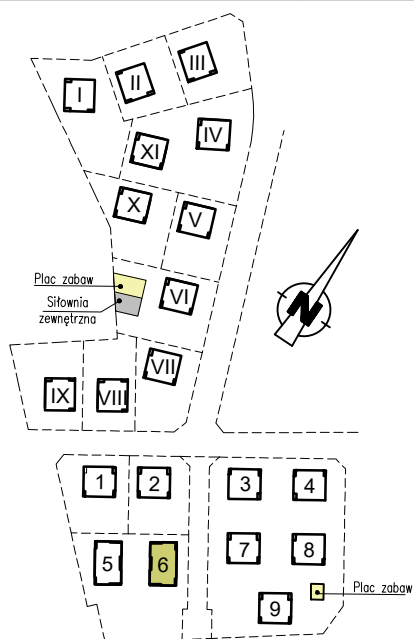 III
II
I
IV
XI
X
V
Plac zabaw
VI
Siłownia
zewnętrzna
N
VII
IX
VIII
1
2
3
4
5
6
7
8
Plac zabaw
9